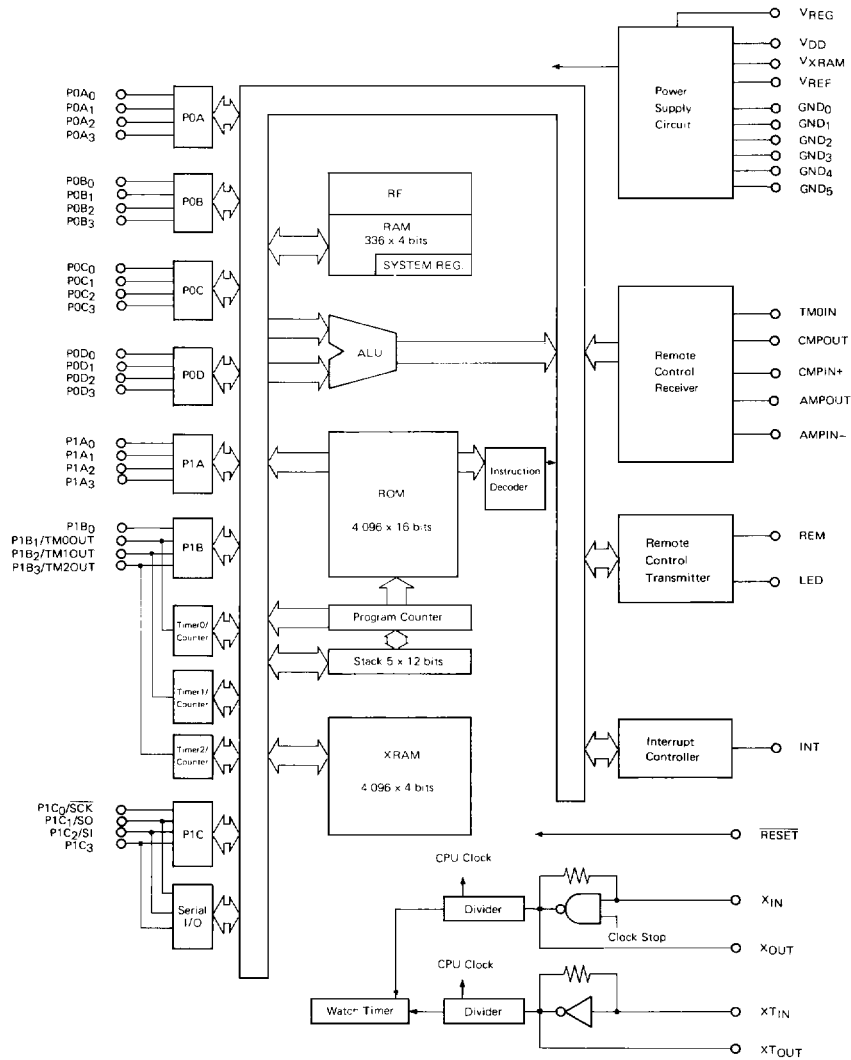 P0A0
P0A1
P0A2
P0A3
P0A
P0B0
P0B1
P0B2
P0B3
P0B
P0C0
P0C1
P0C2
P0C3
P0C
P0D0
P0D1
P0D2
P0D3
P0D
P1A0
P1A1
P1A2
P1A3
P1A
P1B0
P1B1/TM0OUT
P1B2/TM1OUT
P1B3/TM2OUT
P1B
Timer0/
Counter
Timer1/
Counter
Timer2/
Counter
P1C0/SCK
P1C1/SO
P1C2/SI
P1C3
P1C
Serial
I/O
RF
RAM
336 x 4 bits
SYSTEM REG.
ALU
ROM
4 096 x 16 bits
Instruction
Decoder
Program Counter
Stack 5 x 12 bits
XRAM
4 096 x 4 bits
Power
Supply
Circuit
VREG
VDD
VXRAM
VREF
GND0
GND1
GND2
GND3
GND4
GND5
Remote
Control
Receiver
TM0IN
CMPOUT
CMPIN+
AMPOUT
AMPIN–
Remote
Control
Transmitter
REM
LED
Interrupt
Controller
INT
RESET
CPU Clock
Divider
Clock Stop
XIN
XOUT
CPU Clock
Watch Timer
Divider
XTIN
XTOUT